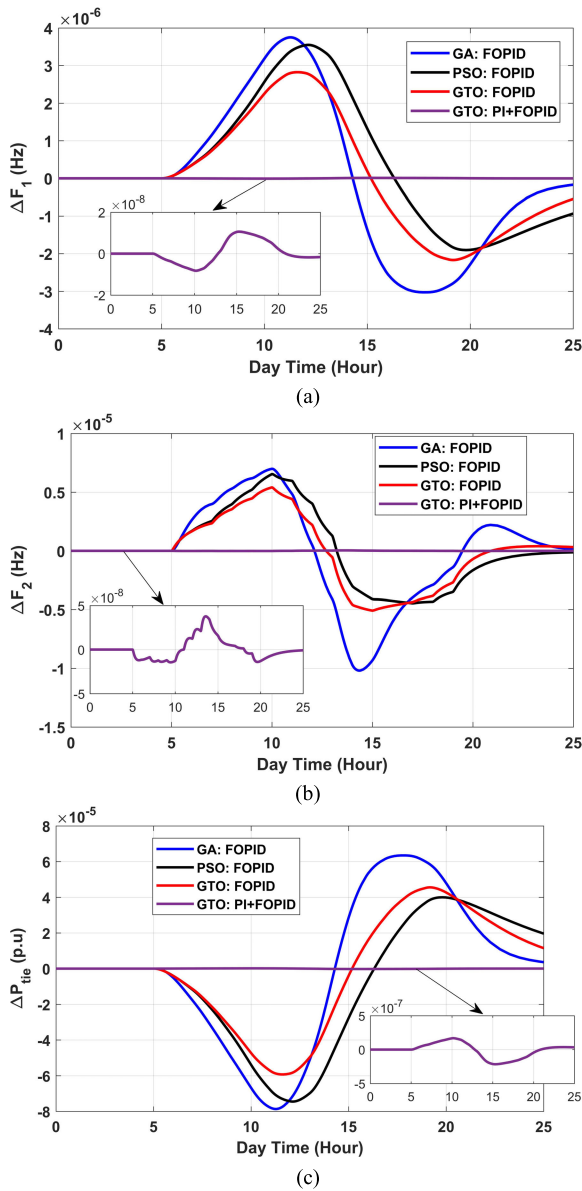 ×10⁻⁶
4
3
2
1
0
-1
-2
-3
-4
ΔF₁ (Hz)
GA: FOPID
PSO: FOPID
GTO: FOPID
GTO: PI+FOPID
×10⁻⁸
2
0
-2
0 5 10 15 20 25
0 5 10 15 20 25
Day Time (Hour)
(a)
×10⁻⁵
1
0.5
0
-0.5
-1
-1.5
ΔF₂ (Hz)
GA: FOPID
PSO: FOPID
GTO: FOPID
GTO: PI+FOPID
×10⁻⁸
5
0
-5
0 5 10 15 20 25
0 5 10 15 20 25
Day Time (Hour)
(b)
×10⁻⁵
8
6
4
2
0
-2
-4
-6
-8
ΔPtie (p.u)
GA: FOPID
PSO: FOPID
GTO: FOPID
GTO: PI+FOPID
×10⁻⁷
5
0
-5
0 5 10 15 20 25
0 5 10 15 20 25
Day Time (Hour)
(c)